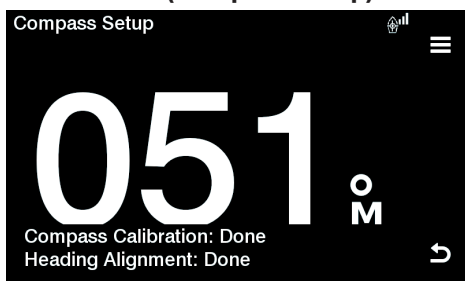 Compass Setup
051°M
Compass Calibration: Done
Heading Alignment: Done